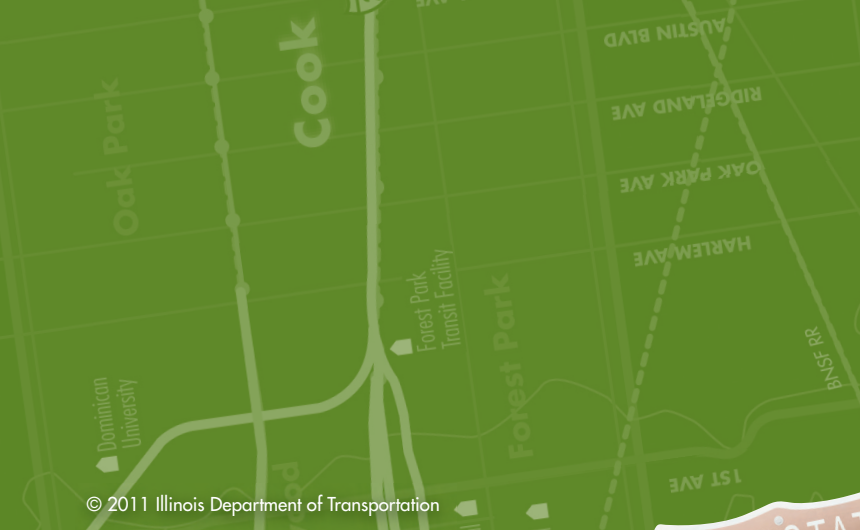 Cook
Oak Park
AUSTIN BLVD
RIDGELAND AVE
OAK PARK AVE
HARLEM AVE
Forest Park
Transit Facility
Forest Park
BNSF RR
Dominican
University
1ST AVE
© 2011 Illinois Department of Transportation